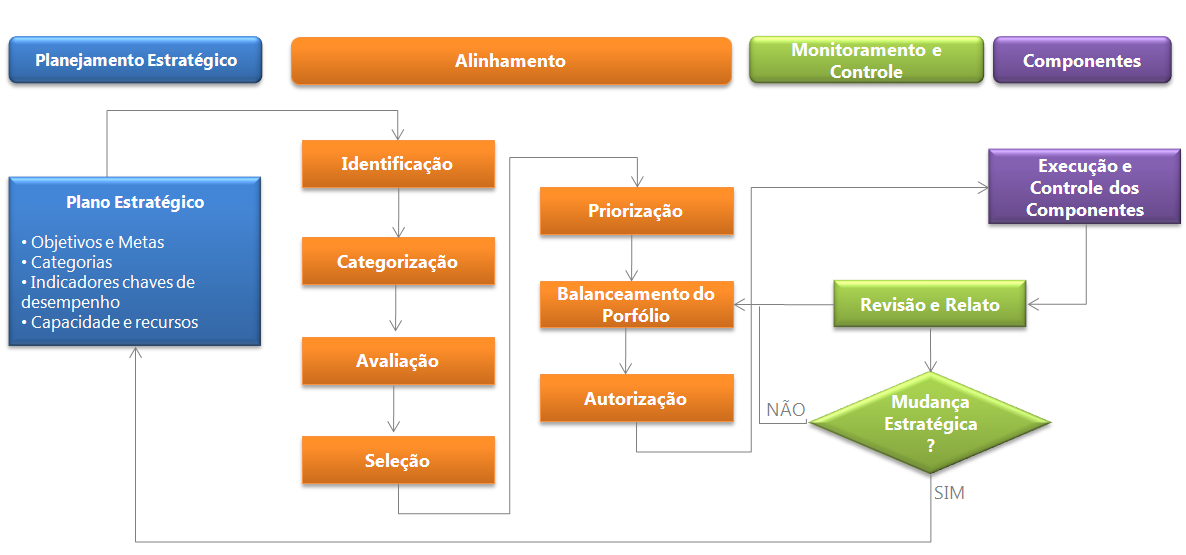 Planejamento Estratégico
Alinhamento
Monitoramento e
Controle
Componentes
Plano Estratégico
• Objetivos e Metas
• Categorias
• Indicadores chaves de
desempenho
• Capacidade e recursos
Identificação
Categorização
Avaliação
Seleção
Priorização
Balanceamento do
Porfólio
Autorização
Execução e
Controle dos
Componentes
Revisão e Relato
Mudança
Estratégica
?
NÃO
SIM